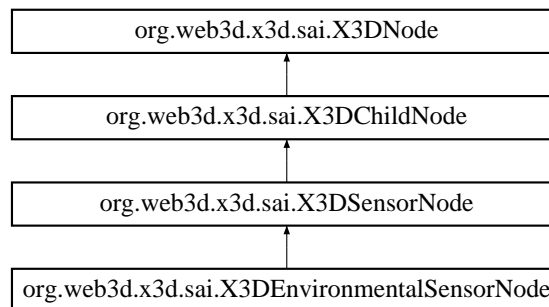 org.web3d.x3d.sai.X3DNode
org.web3d.x3d.sai.X3DChildNode
org.web3d.x3d.sai.X3DSensorNode
org.web3d.x3d.sai.X3DEnvironmentalSensorNode